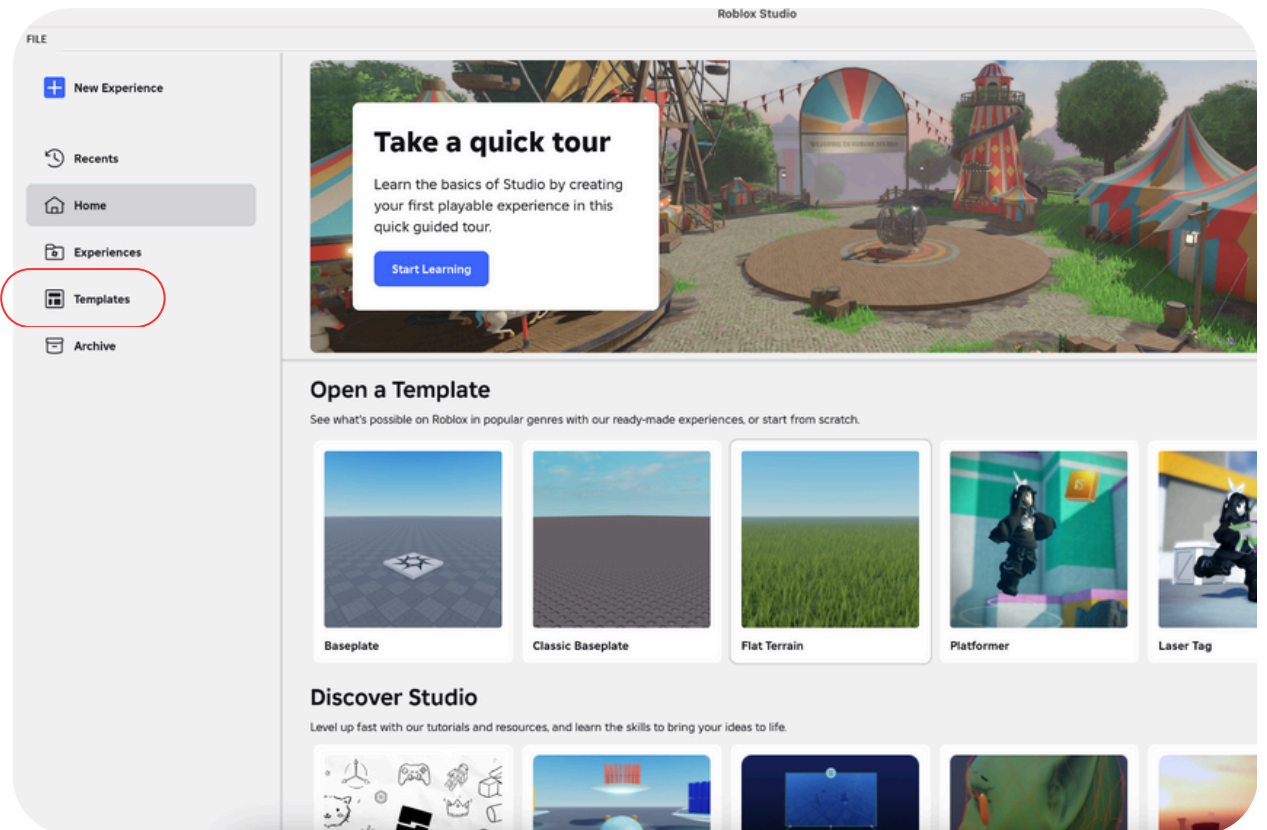 Roblox Studio
FILE
New Experience
Recents
Home
Experiences
Templates
Archive
Take a quick tour
Learn the basics of Studio by creating
your first playable experience in this
quick guided tour.
Start Learning
Open a Template
See what's possible on Roblox in popular genres with our ready-made experiences, or start from scratch.
Baseplate
Classic Baseplate
Flat Terrain
Platformer
Laser Tag
Discover Studio
Level up fast with our tutorials and resources, and learn the skills to bring your ideas to life.